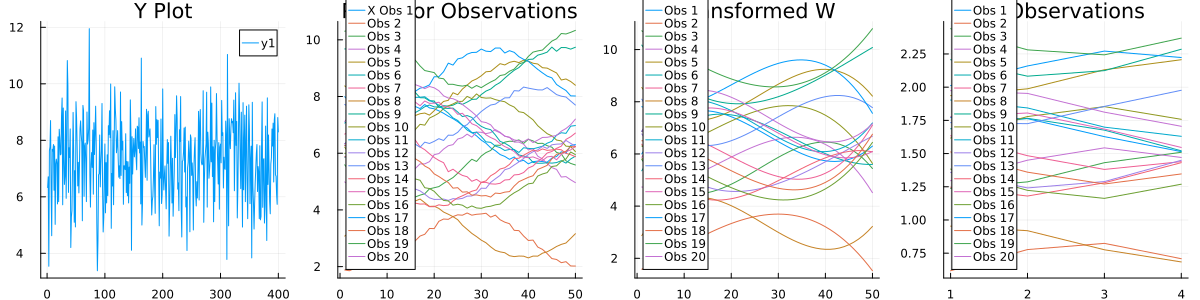 Y Plot
y1
12
10
8
6
4
0 100 200 300 400
or Observations
X Obs 1
Obs 2
Obs 3
Obs 4
Obs 5
Obs 6
Obs 7
Obs 8
Obs 9
Obs 10
Obs 11
Obs 12
Obs 13
Obs 14
Obs 15
Obs 16
Obs 17
Obs 18
Obs 19
Obs 20
10
8
6
4
2
0 10 20 30 40 50
nsformed W
Obs 1
Obs 2
Obs 3
Obs 4
Obs 5
Obs 6
Obs 7
Obs 8
Obs 9
Obs 10
Obs 11
Obs 12
Obs 13
Obs 14
Obs 15
Obs 16
Obs 17
Obs 18
Obs 19
Obs 20
10
8
6
4
2
0 10 20 30 40 50
Observations
Obs 1
Obs 2
Obs 3
Obs 4
Obs 5
Obs 6
Obs 7
Obs 8
Obs 9
Obs 10
Obs 11
Obs 12
Obs 13
Obs 14
Obs 15
Obs 16
Obs 17
Obs 18
Obs 19
Obs 20
2.25
2.00
1.75
1.50
1.25
1.00
0.75
1 2 3 4